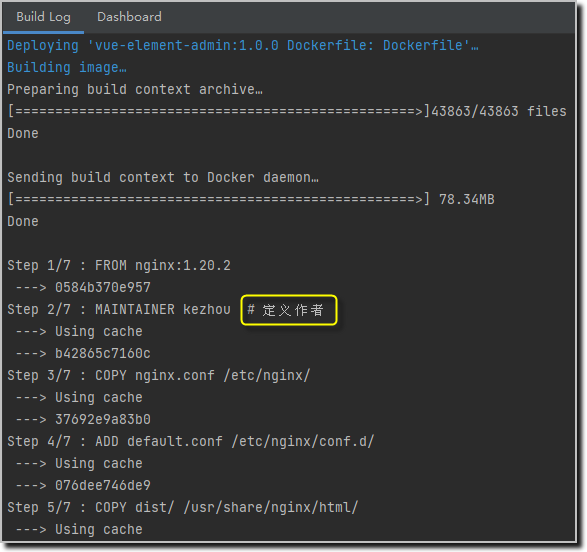 Build Log Dashboard
Deploying 'vue-element-admin:1.0.0 Dockerfile: Dockerfile'…
Building image…
Preparing build context archive…
[==================================================>]43863/43863 files
Done
Sending build context to Docker daemon…
[==================================================>] 78.34MB
Done
Step 1/7 : FROM nginx:1.20.2
---> 0584b370e957
Step 2/7 : MAINTAINER kezhou # 定义作者
---> Using cache
---> b42865c7160c
Step 3/7 : COPY nginx.conf /etc/nginx/
---> Using cache
---> 37692e9a83b0
Step 4/7 : ADD default.conf /etc/nginx/conf.d/
---> Using cache
---> 076dee746de9
Step 5/7 : COPY dist/ /usr/share/nginx/html/
---> Using cache